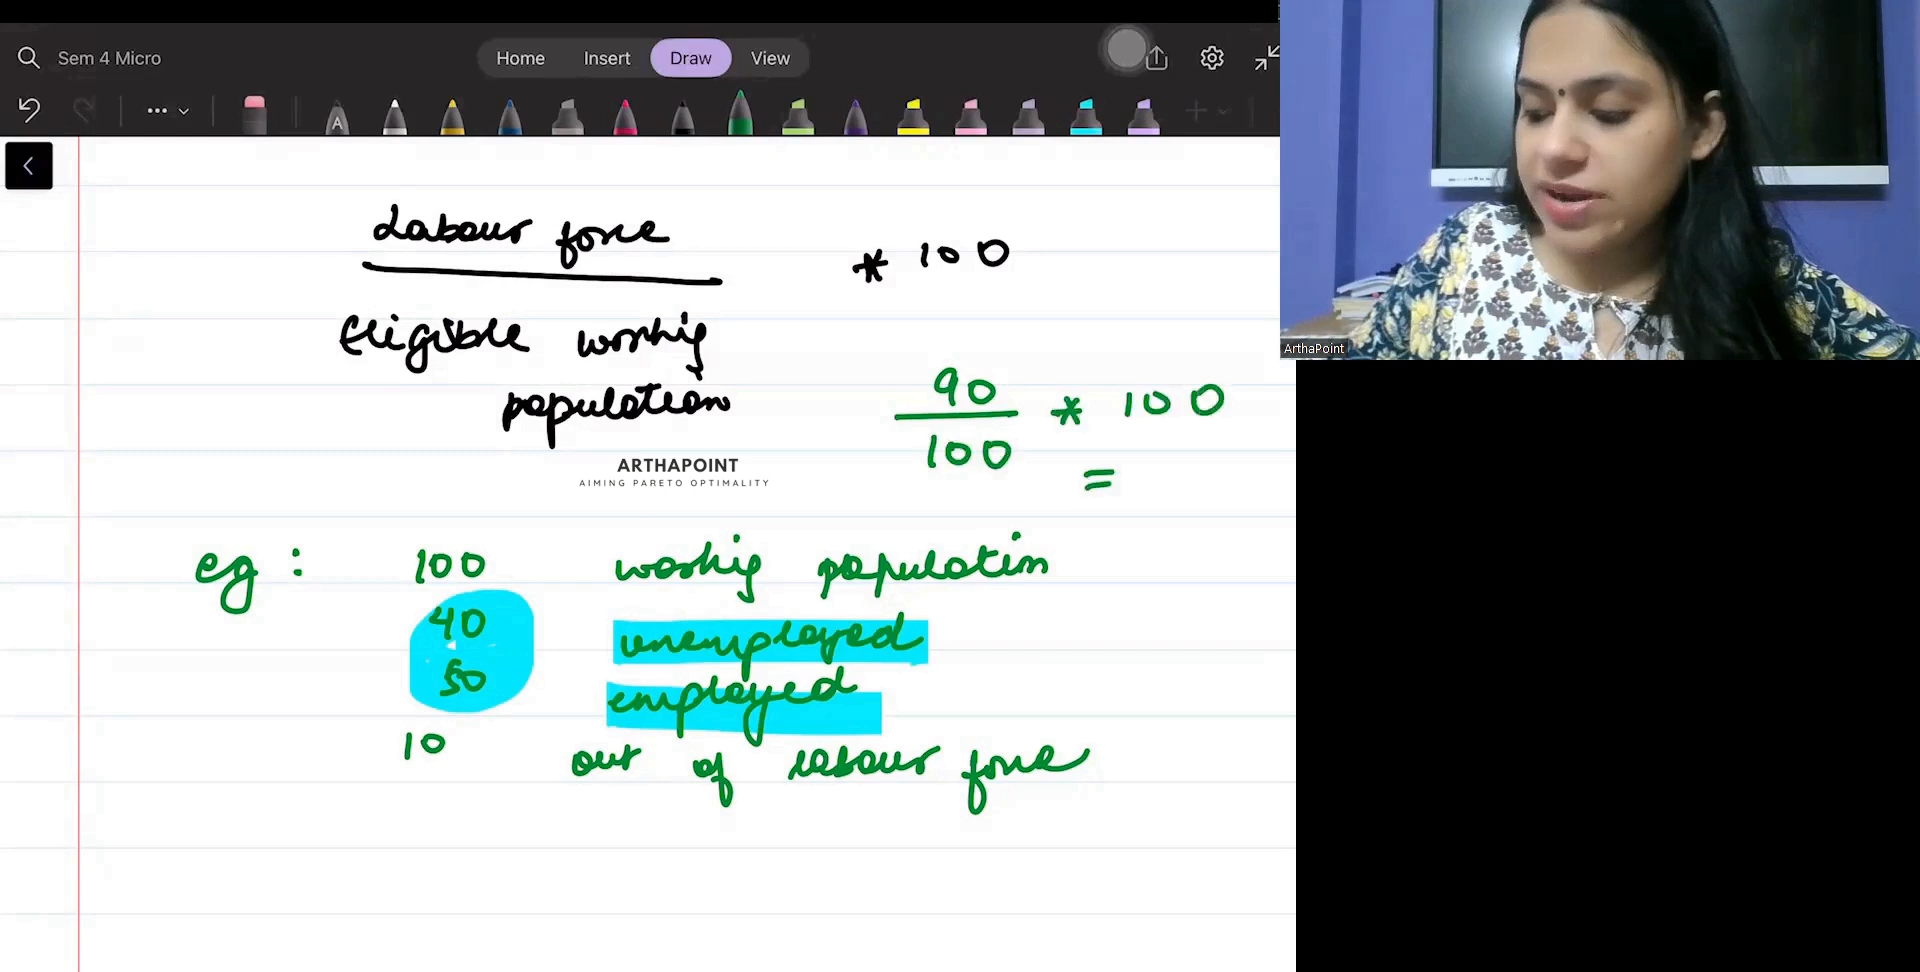 Sem 4 Micro
Home Insert Draw View
A
ArthaPoint
Labour force * 100
Eligible working
population
90
100
* 100
=
ARTHAPOINT
AIMING PARETO OPTIMALITY
eg : 100 working population
40 unemployed
50 employed
10 out of labour force